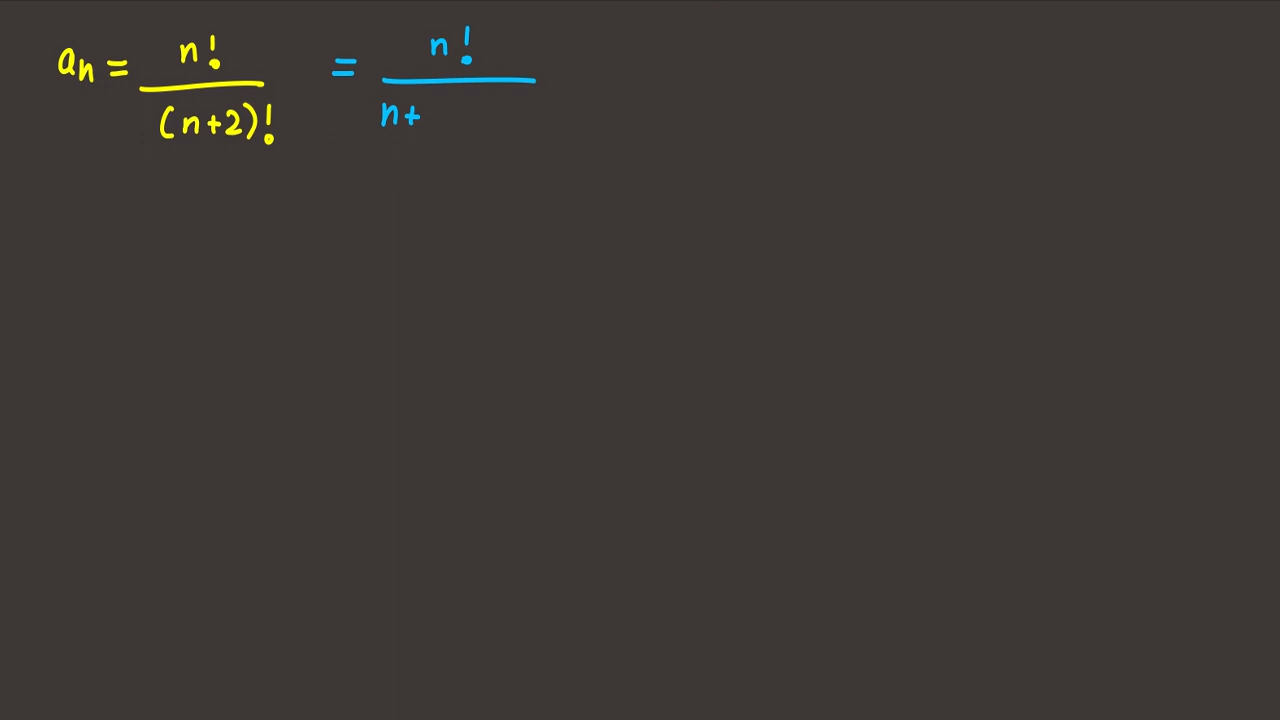 aₙ = n! / (n+2)! = n! / n+